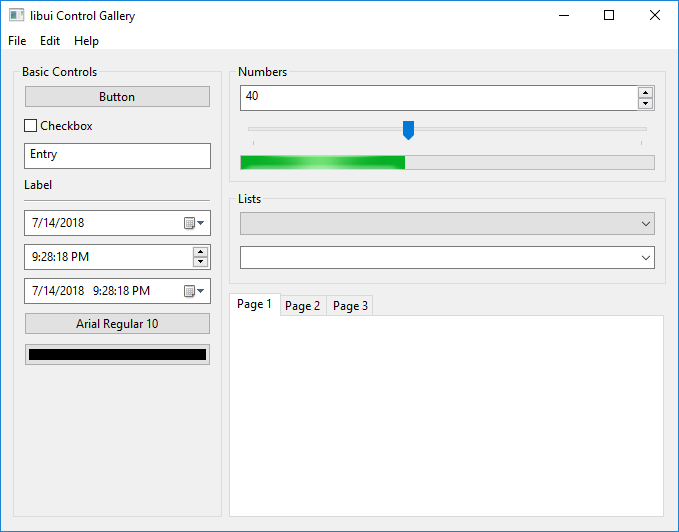 libui Control Gallery
File Edit Help
Basic Controls
Button
Checkbox
Entry
Label
7/14/2018
9:28:18 PM
7/14/2018 9:28:18 PM
Arial Regular 10
Numbers
40
Lists
Page 1 Page 2 Page 3